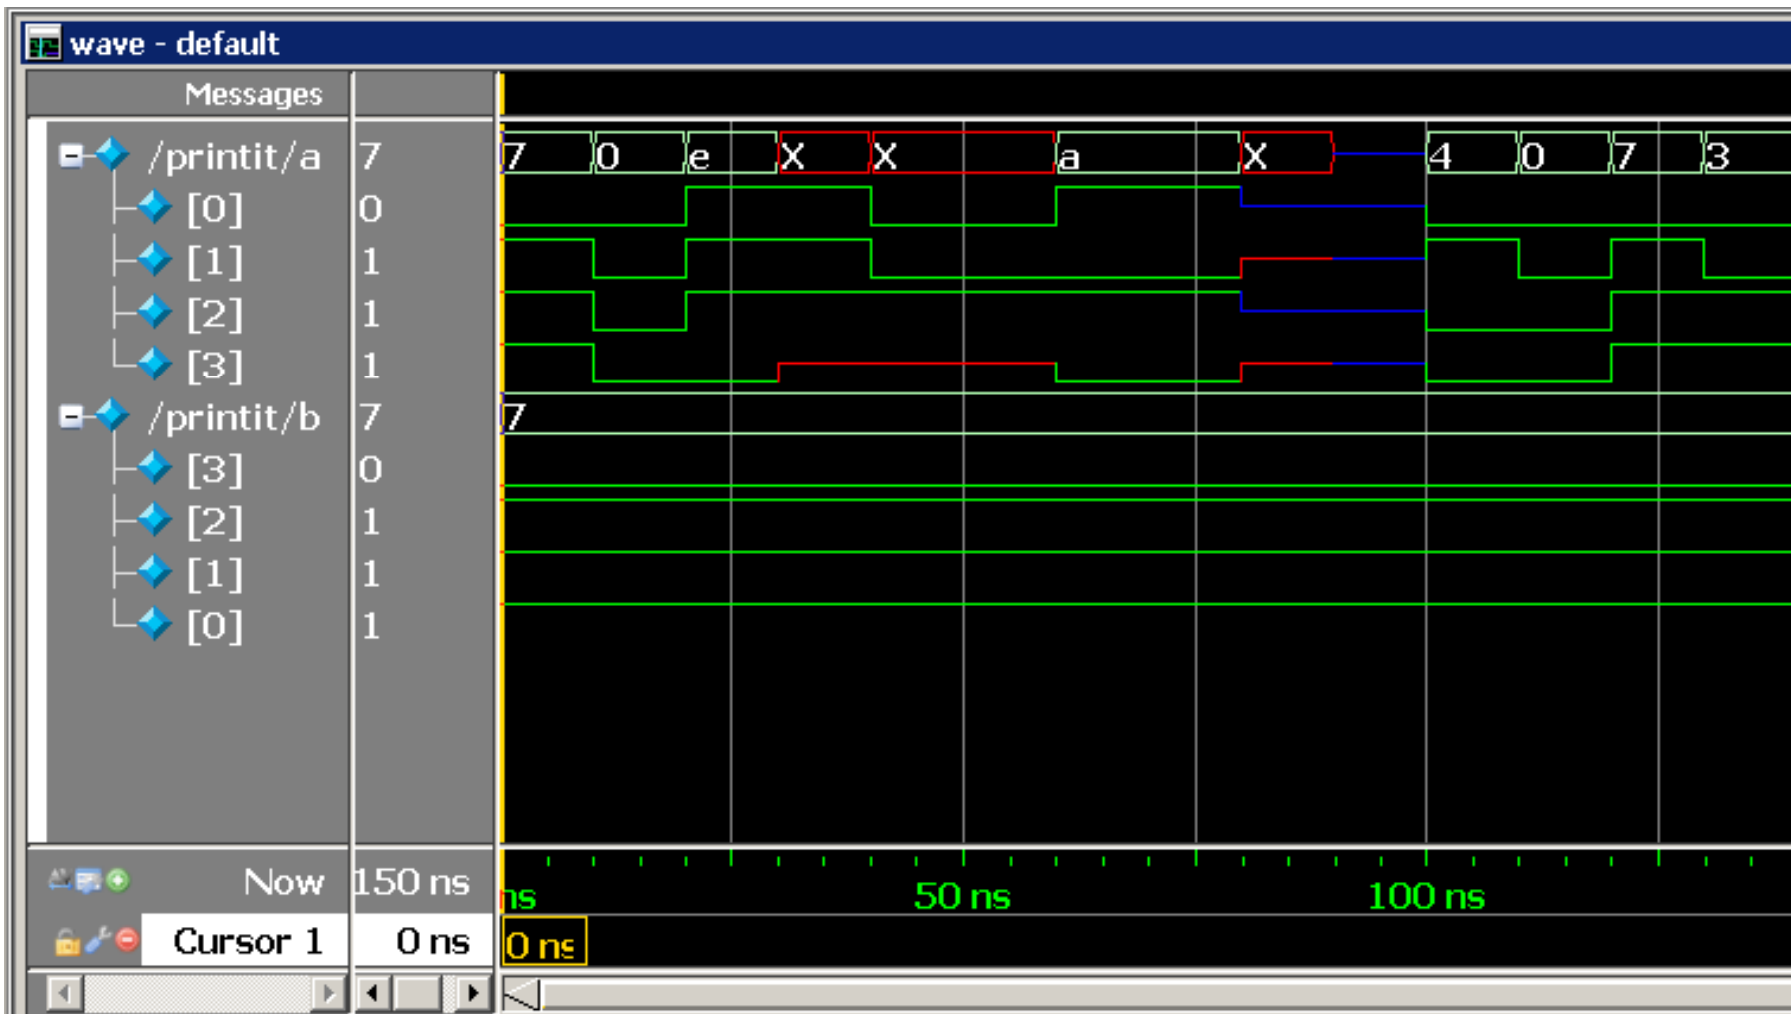 wave - default
Messages
/printit/a 7 7 0 e X X a X 4 0 7 3
[0] 0
[1] 1
[2] 1
[3] 1
/printit/b 7 7
[3] 0
[2] 1
[1] 1
[0] 1
Now 150 ns ns 50 ns 100 ns
Cursor 1 0 ns 0 ns